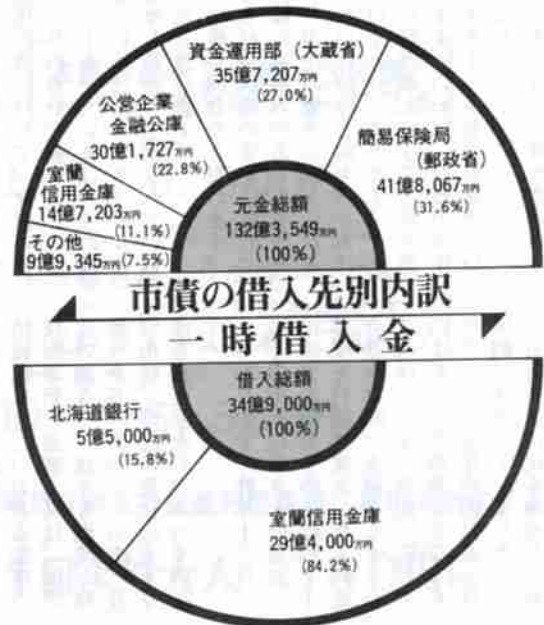 資金運用部（大蔵省）
35億7,207万円
(27.0%)
公営企業
金融公庫
30億1,727万円
(22.8%)
簡易保険局
（郵政省）
41億8,067万円
(31.6%)
室蘭
信用金庫
14億7,203万円
(11.1%)
その他
9億9,345万円(7.5%)
元金総額
132億3,549万円
(100%)
市債の借入先別内訳
一時借入金
借入総額
34億9,000万円
(100%)
北海道銀行
5億5,000万円
(15.8%)
室蘭信用金庫
29億4,000万円
(84.2%)